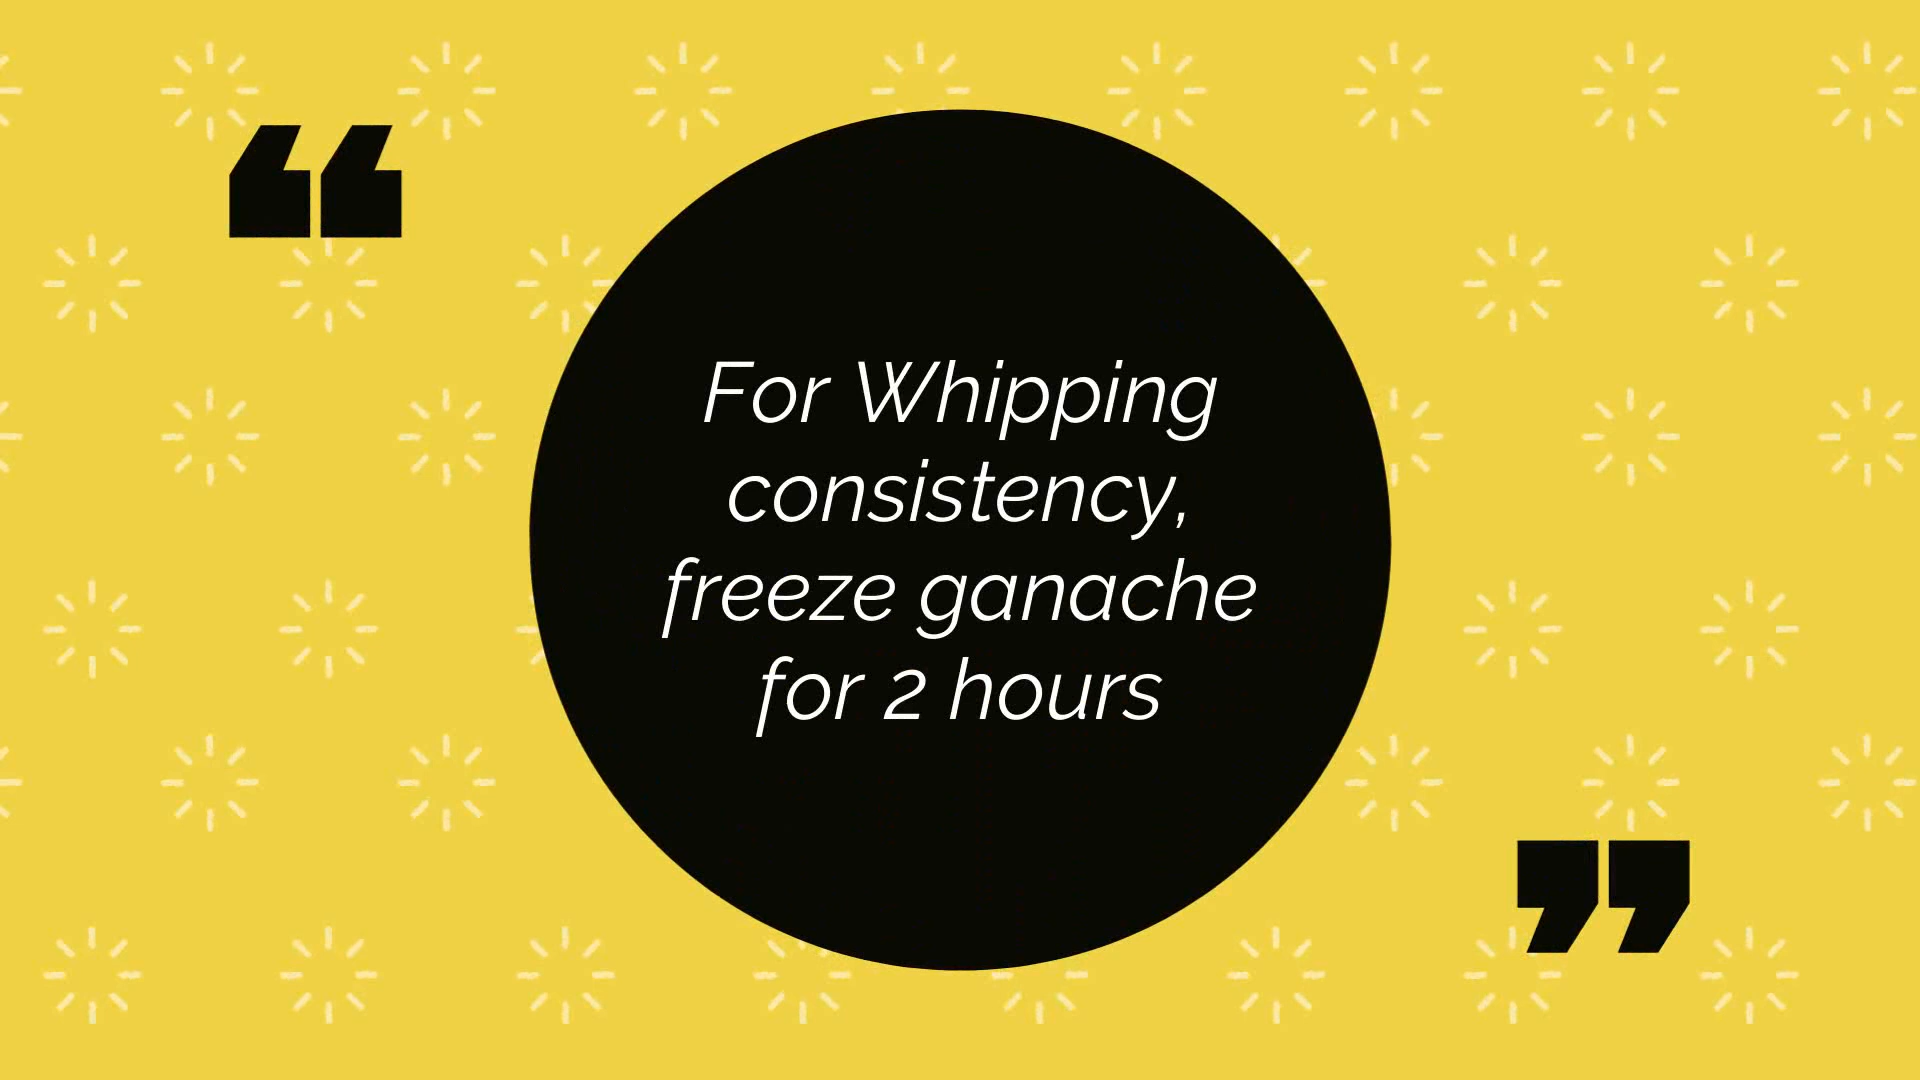 “
For Whipping
consistency,
freeze ganache
for 2 hours
”